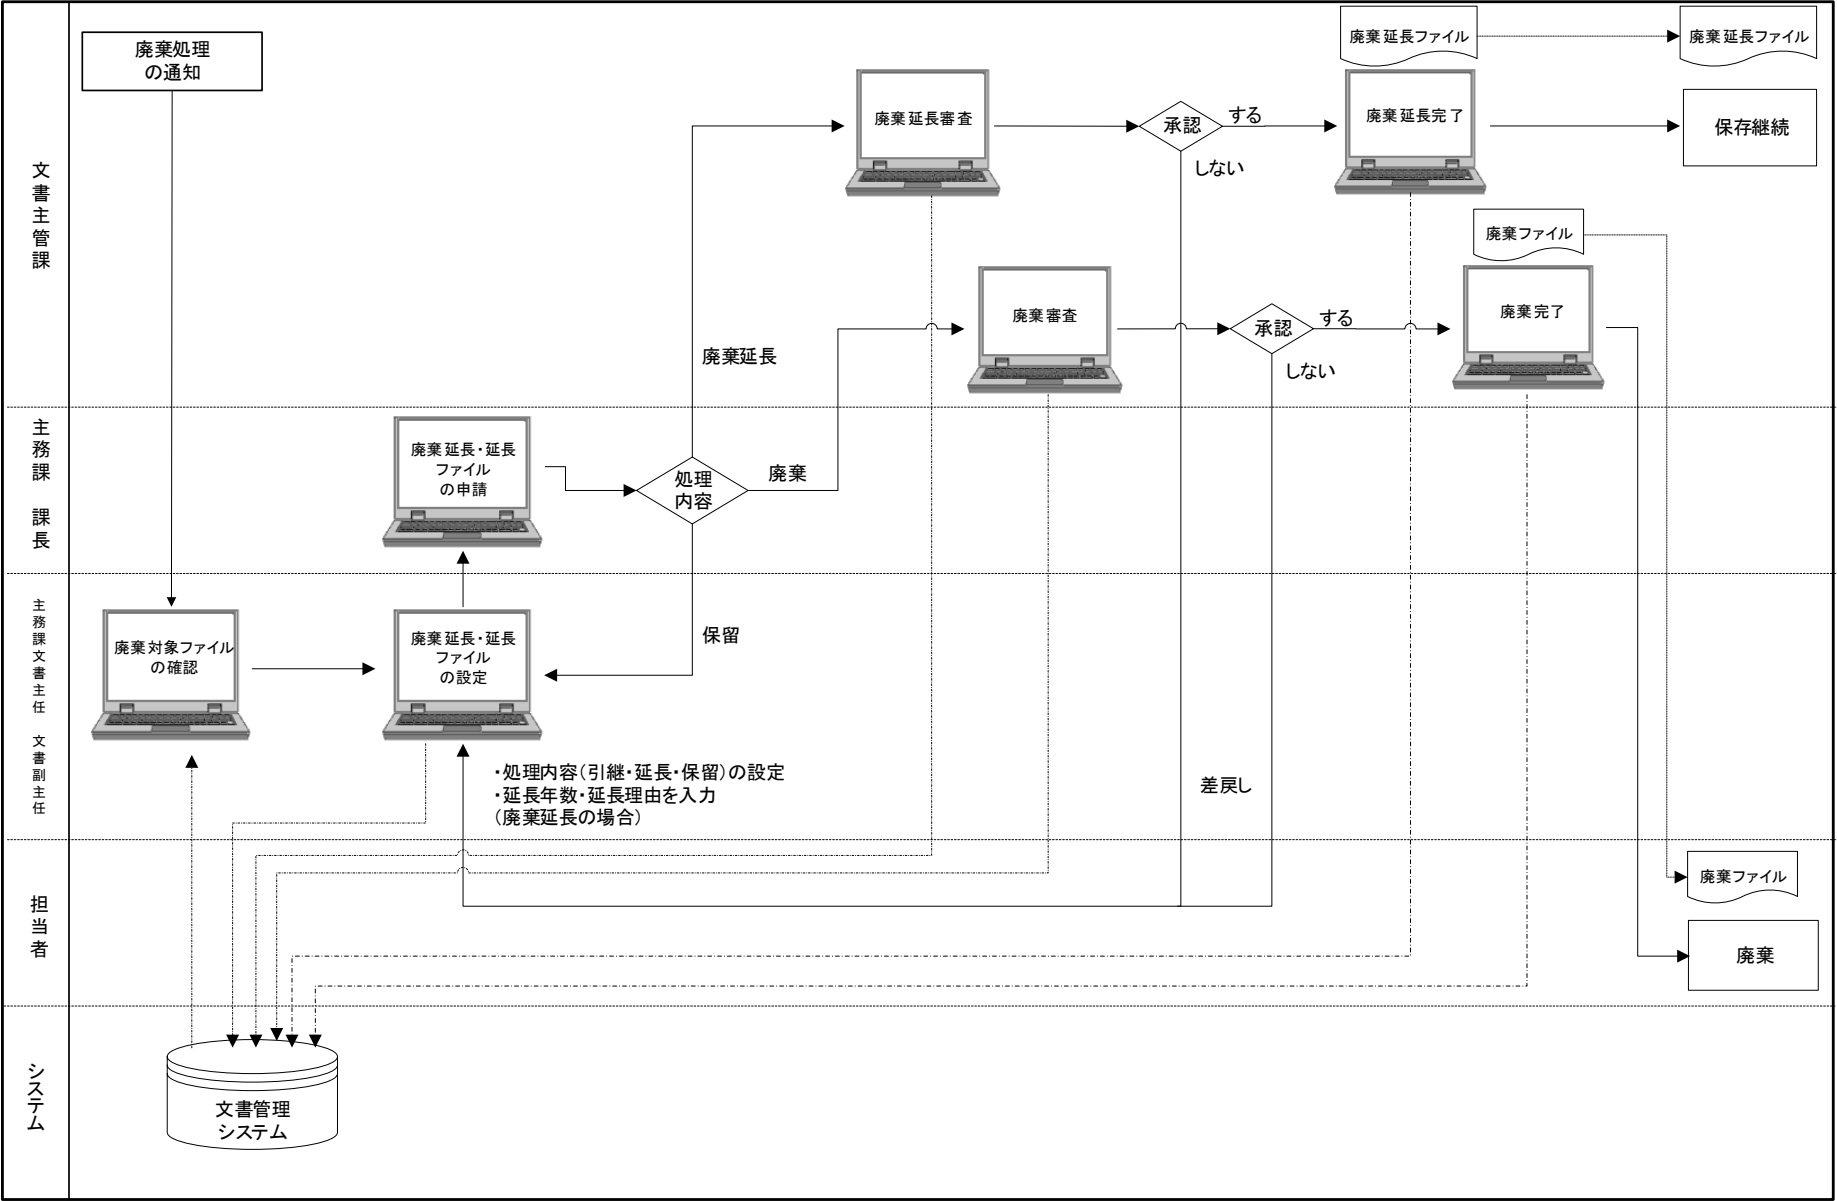 文書主管課
廃棄処理
の通知
廃棄延長審査
承認
する
しない
廃棄延長ファイル
廃棄延長完了
廃棄延長ファイル
保存継続
廃棄審査
承認
する
しない
廃棄ファイル
廃棄完了
廃棄延長
主務課 課長
廃棄延長・延長
ファイル
の申請
処理
内容
廃棄
保留
主務課文書主任 文書副主任
廃棄対象ファイル
の確認
廃棄延長・延長
ファイル
の設定
・処理内容(引継・延長・保留)の設定
・延長年数・延長理由を入力
(廃棄延長の場合)
差戻し
担当者
廃棄ファイル
廃棄
システム
文書管理
システム